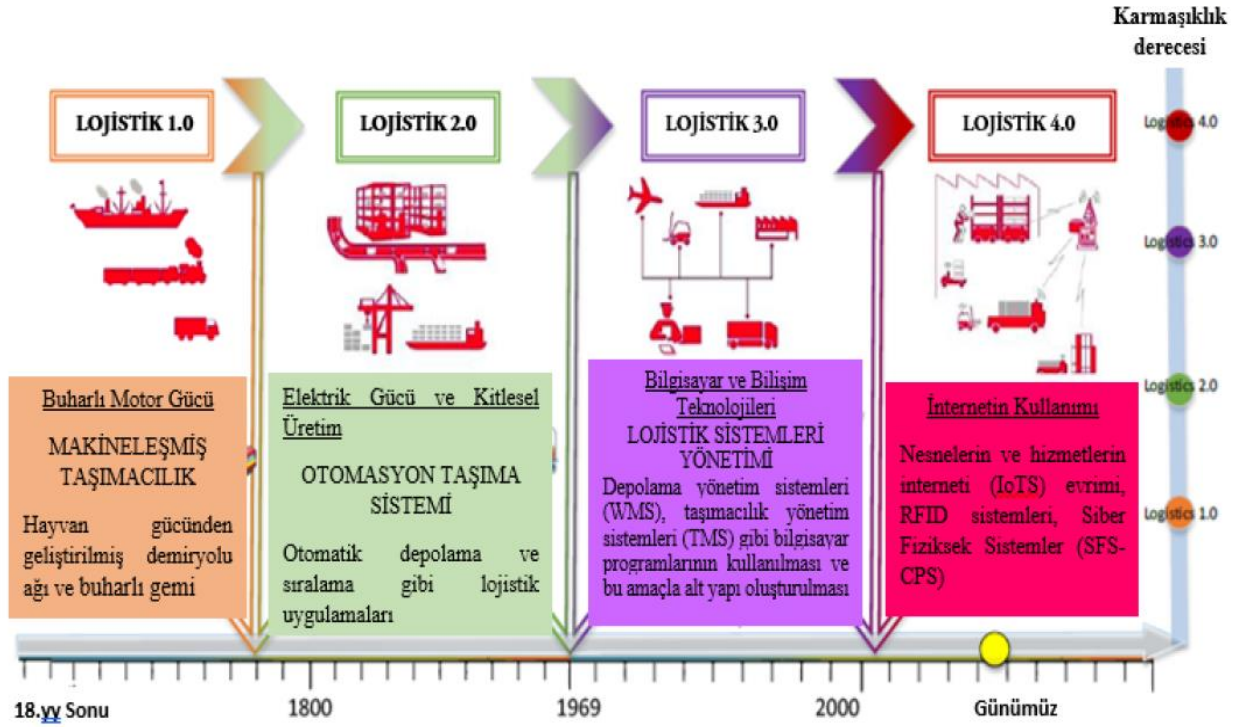 Karmaşıklık
derecesi
LOJİSTİK 1.0
LOJİSTİK 2.0
LOJİSTİK 3.0
LOJİSTİK 4.0
Logistics 4.0
Logistics 3.0
Logistics 2.0
Logistics 1.0
Buharlı Motor Gücü
MAKİNELEŞMİŞ
TAŞIMACILIK
Hayvan gücünden
geliştirilmiş demiryolu
ağı ve buharlı gemi
Elektrik Gücü ve Kitlesel
Üretim
OTOMASYON TAŞIMA
SİSTEMİ
Otomatik depolama ve
sıralama gibi lojistik
uygulamaları
Bilgisayar ve Bilişim
Teknolojileri
LOJİSTİK SİSTEMLERİ
YÖNETİMİ
Depolama yönetim sistemleri
(WMS), taşımacılık yönetim
sistemleri (TMS) gibi bilgisayar
programlarının kullanılması ve
bu amaçla alt yapı oluşturulması
İnternetin Kullanımı
Nesnelerin ve hizmetlerin
interneti (IoTS) evrimi,
RFID sistemleri, Siber
Fiziksek Sistemler (SFS-
CPS)
18.yy Sonu
1800
1969
2000
Günümüz